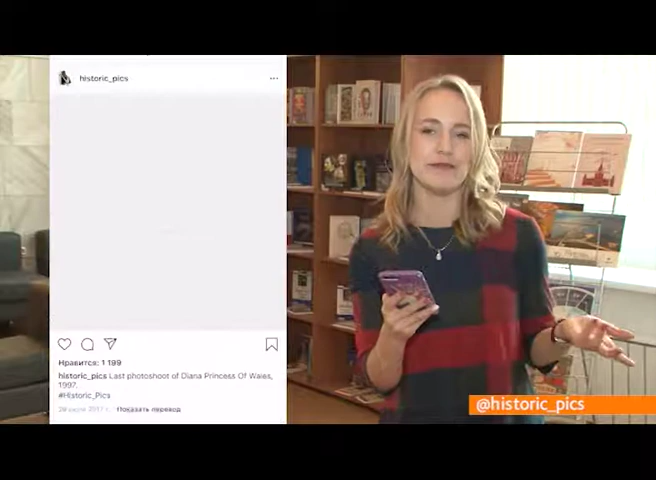 historic_pics
Нравится: 1 199
historic_pics Last photoshoot of Diana Princess Of Wales,
1997.
#Historic_Pics
Показать перевод
@historic_pics